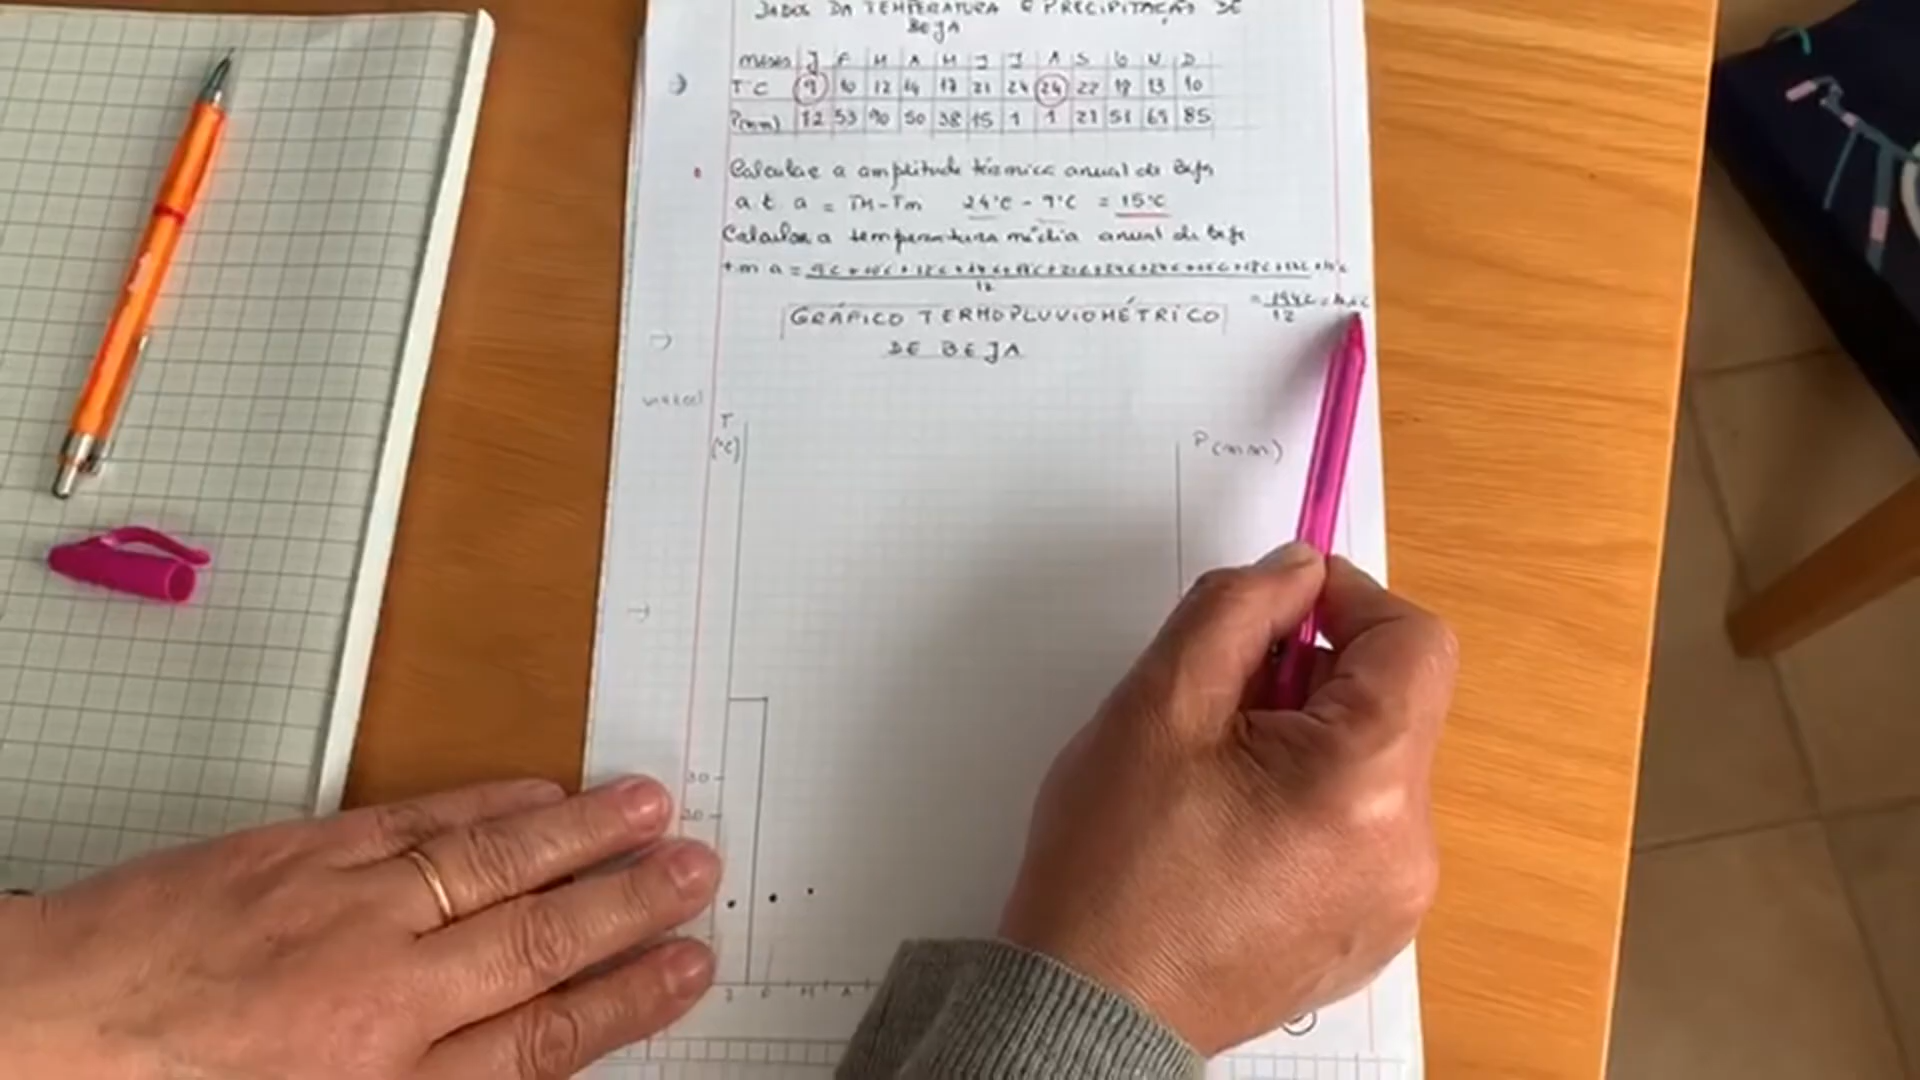 DADOS DA TEMPERATURA E PRECIPITAÇÃO DE
BEJA
meses J F M A M J J A S O N D
T°C 9 10 12 14 17 21 24 24 22 18 13 10
P(mm) 72 53 90 50 38 15 1 1 21 51 69 85
Calcular a amplitude térmica anual de Beja
a t a = TM-Tm 24°C - 9°C = 15°C
Calcular a temperatura média anual de Beja
t m a =
12
= 194°C =
12
GRÁFICO TERMOPLUVIOMÉTRICO
DE BEJA
T
(°C)
P(mm)
30
20
J F M A